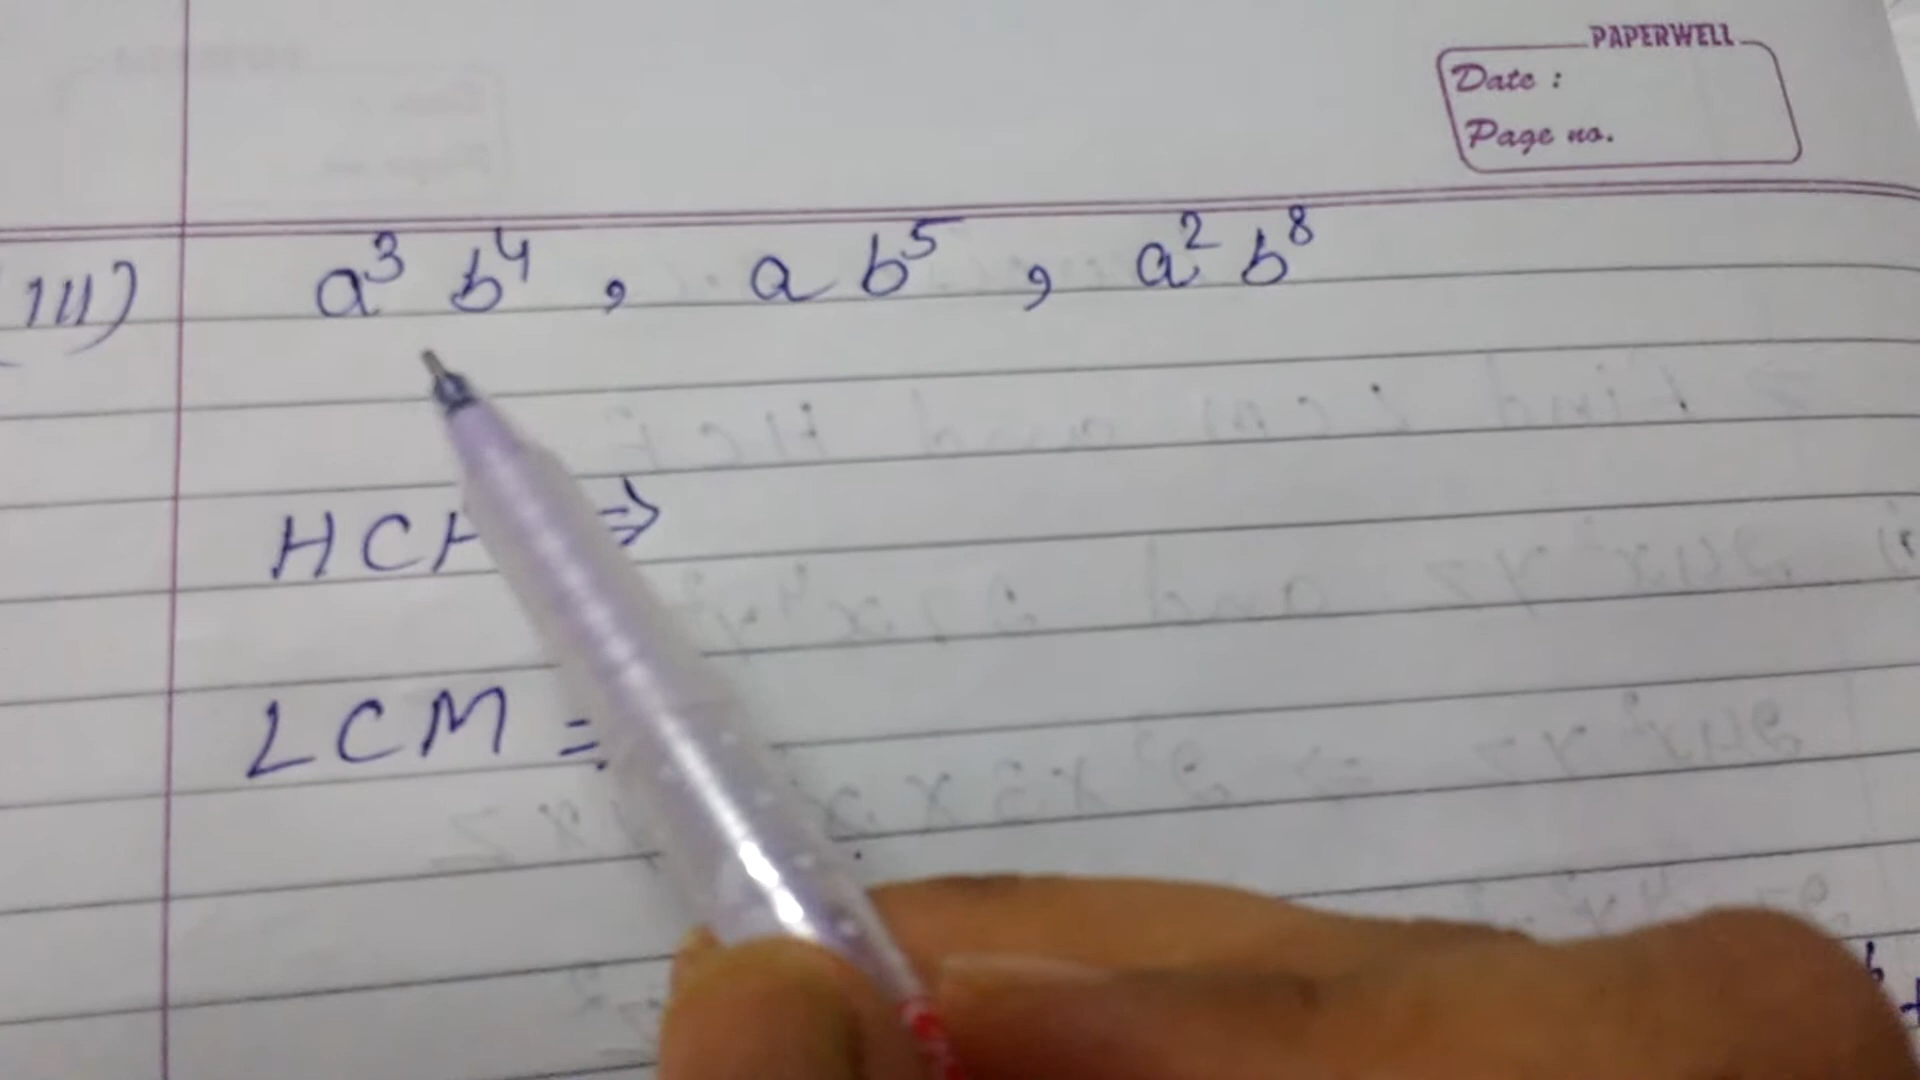 PAPERWELL
Date :
Page no.
III) a³ b⁴ , a b⁵ , a² b⁸
HCF ⇒
LCM =